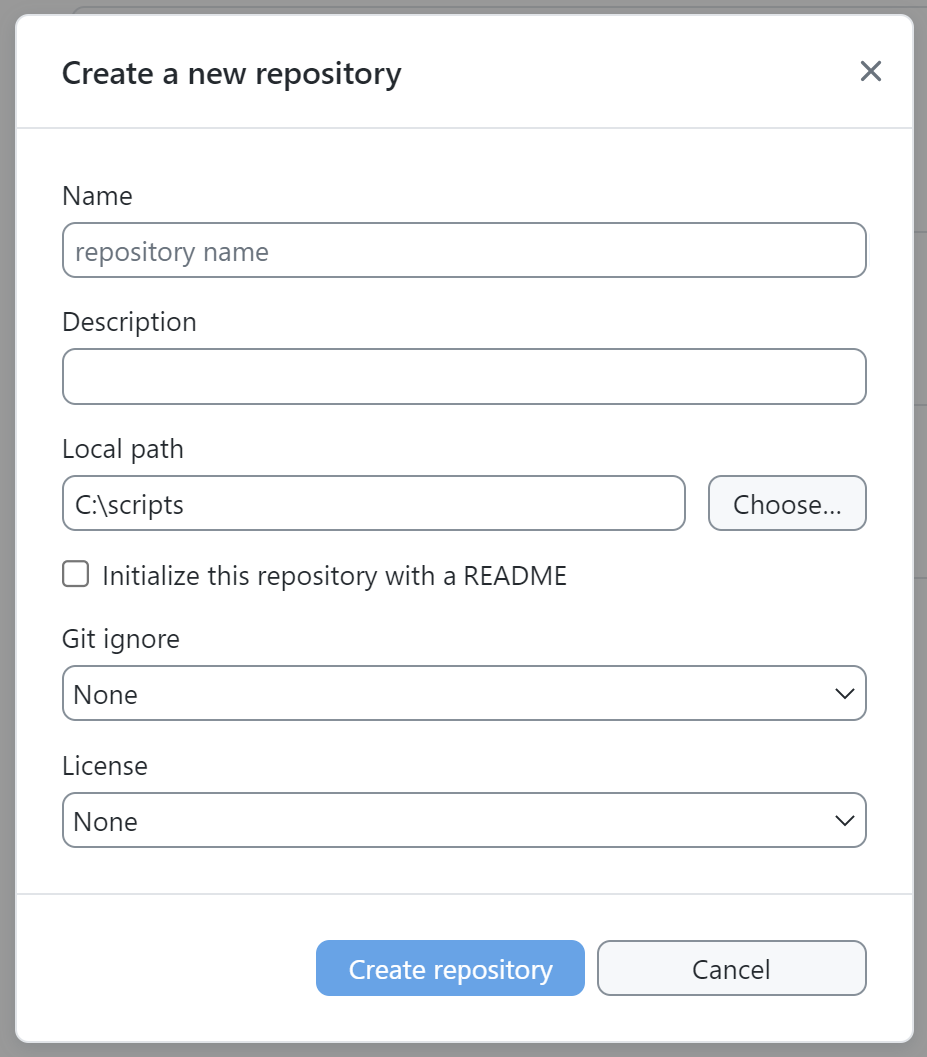 Create a new repository
Name
repository name
Description
Local path
C:\scripts
Choose...
Initialize this repository with a README
Git ignore
None
License
None
Create repository
Cancel